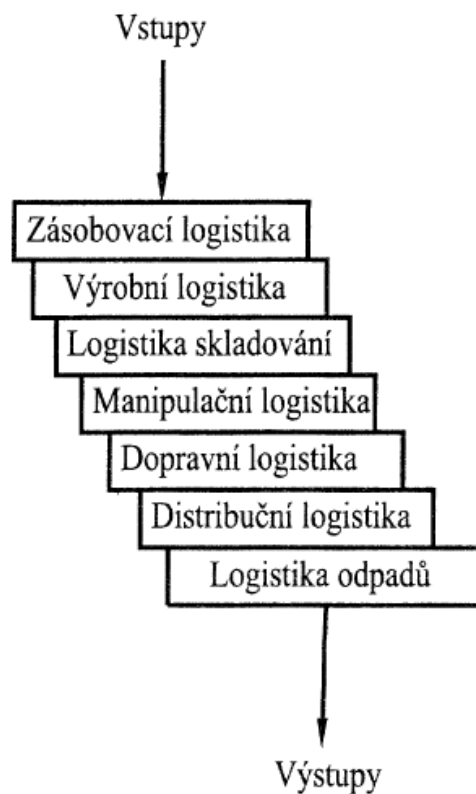 Vstupy
Zásobovací logistika
Výrobní logistika
Logistika skladování
Manipulační logistika
Dopravní logistika
Distribuční logistika
Logistika odpadů
Výstupy